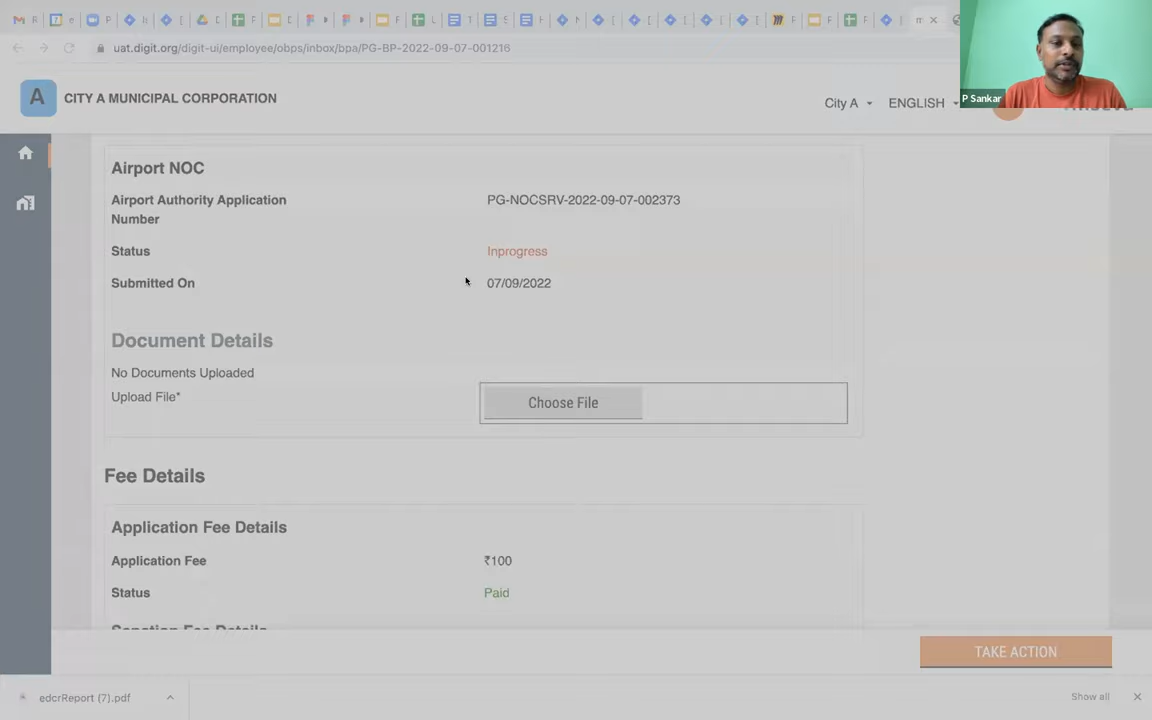 uat.digit.org/digit-ui/employee/obps/inbox/bpa/PG-BP-2022-09-07-001216
P Sankar
A CITY A MUNICIPAL CORPORATION
City A ENGLISH
Airport NOC
Airport Authority Application Number PG-NOCSRV-2022-09-07-002373
Status Inprogress
Submitted On 07/09/2022
Document Details
No Documents Uploaded
Upload File*
Choose File
Fee Details
Application Fee Details
Application Fee ₹100
Status Paid
Sanction Fee Details
TAKE ACTION
edcrReport (7).pdf
Show all